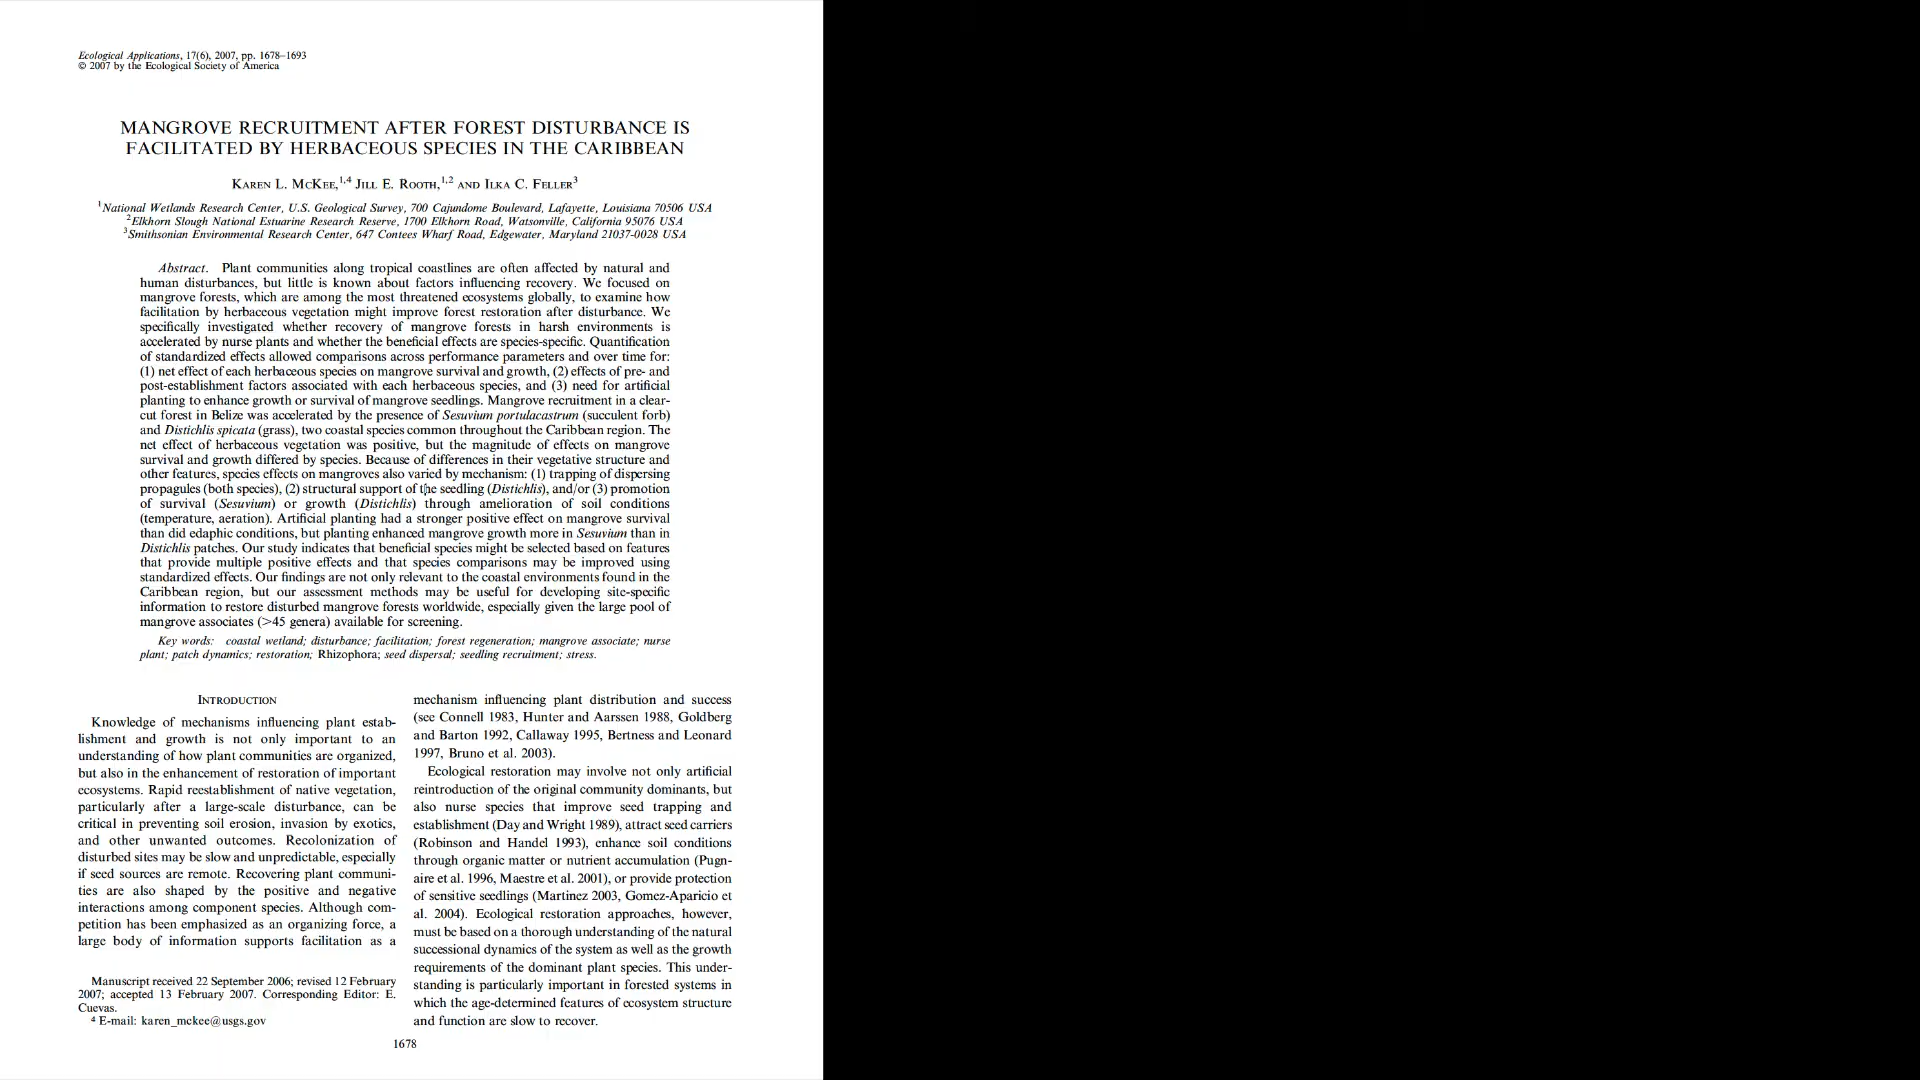 Ecological Applications, 17(6), 2007, pp. 1678–1693
© 2007 by the Ecological Society of America
MANGROVE RECRUITMENT AFTER FOREST DISTURBANCE IS
FACILITATED BY HERBACEOUS SPECIES IN THE CARIBBEAN
KAREN L. MCKEE,1,4 JILL E. ROOTH,1,2 AND ILKA C. FELLER3
1National Wetlands Research Center, U.S. Geological Survey, 700 Cajundome Boulevard, Lafayette, Louisiana 70506 USA
2Elkhorn Slough National Estuarine Research Reserve, 1700 Elkhorn Road, Watsonville, California 95076 USA
3Smithsonian Environmental Research Center, 647 Contees Wharf Road, Edgewater, Maryland 21037-0028 USA
Abstract. Plant communities along tropical coastlines are often affected by natural and
human disturbances, but little is known about factors influencing recovery. We focused on
mangrove forests, which are among the most threatened ecosystems globally, to examine how
facilitation by herbaceous vegetation might improve forest restoration after disturbance. We
specifically investigated whether recovery of mangrove forests in harsh environments is
accelerated by nurse plants and whether the beneficial effects are species-specific. Quantification
of standardized effects allowed comparisons across performance parameters and over time for:
(1) net effect of each herbaceous species on mangrove survival and growth, (2) effects of pre- and
post-establishment factors associated with each herbaceous species, and (3) need for artificial
planting to enhance growth or survival of mangrove seedlings. Mangrove recruitment in a clear-
cut forest in Belize was accelerated by the presence of Sesuvium portulacastrum (succulent forb)
and Distichlis spicata (grass), two coastal species common throughout the Caribbean region. The
net effect of herbaceous vegetation was positive, but the magnitude of effects on mangrove
survival and growth differed by species. Because of differences in their vegetative structure and
other features, species effects on mangroves also varied by mechanism: (1) trapping of dispersing
propagules (both species), (2) structural support of the seedling (Distichlis), and/or (3) promotion
of survival (Sesuvium) or growth (Distichlis) through amelioration of soil conditions
(temperature, aeration). Artificial planting had a stronger positive effect on mangrove survival
than did edaphic conditions, but planting enhanced mangrove growth more in Sesuvium than in
Distichlis patches. Our study indicates that beneficial species might be selected based on features
that provide multiple positive effects and that species comparisons may be improved using
standardized effects. Our findings are not only relevant to the coastal environments found in the
Caribbean region, but our assessment methods may be useful for developing site-specific
information to restore disturbed mangrove forests worldwide, especially given the large pool of
mangrove associates (>45 genera) available for screening.
Key words: coastal wetland; disturbance; facilitation; forest regeneration; mangrove associate; nurse
plant; patch dynamics; restoration; Rhizophora; seed dispersal; seedling recruitment; stress.
INTRODUCTION
Knowledge of mechanisms influencing plant estab-
lishment and growth is not only important to an
understanding of how plant communities are organized,
but also in the enhancement of restoration of important
ecosystems. Rapid reestablishment of native vegetation,
particularly after a large-scale disturbance, can be
critical in preventing soil erosion, invasion by exotics,
and other unwanted outcomes. Recolonization of
disturbed sites may be slow and unpredictable, especially
if seed sources are remote. Recovering plant communi-
ties are also shaped by the positive and negative
interactions among component species. Although com-
petition has been emphasized as an organizing force, a
large body of information supports facilitation as a
Manuscript received 22 September 2006; revised 12 February
2007; accepted 13 February 2007. Corresponding Editor: E.
Cuevas.
4 E-mail: karen_mckee@usgs.gov
mechanism influencing plant distribution and success
(see Connell 1983, Hunter and Aarssen 1988, Goldberg
and Barton 1992, Callaway 1995, Bertness and Leonard
1997, Bruno et al. 2003).
Ecological restoration may involve not only artificial
reintroduction of the original community dominants, but
also nurse species that improve seed trapping and
establishment (Day and Wright 1989), attract seed carriers
(Robinson and Handel 1993), enhance soil conditions
through organic matter or nutrient accumulation (Pugn-
aire et al. 1996, Maestre et al. 2001), or provide protection
of sensitive seedlings (Martinez 2003, Gomez-Aparicio et
al. 2004). Ecological restoration approaches, however,
must be based on a thorough understanding of the natural
successional dynamics of the system as well as the growth
requirements of the dominant plant species. This under-
standing is particularly important in forested systems in
which the age-determined features of ecosystem structure
and function are slow to recover.
1678